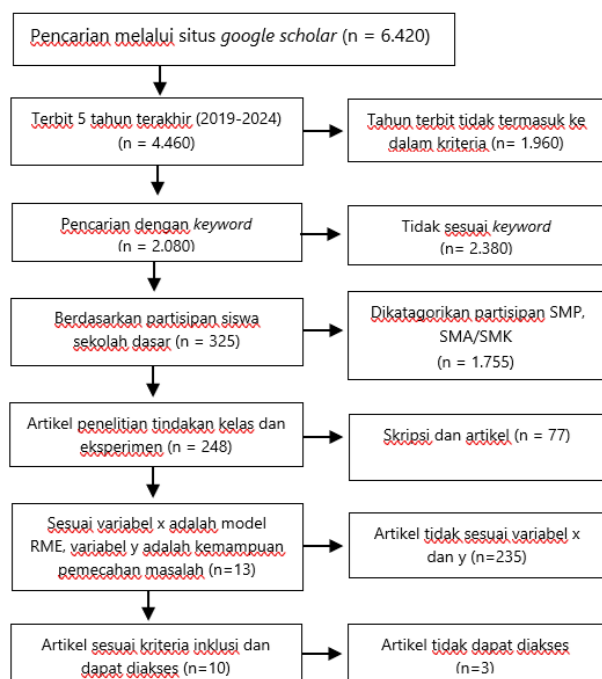 Pencarian melalui situs google scholar (n = 6.420)
Terbit 5 tahun terakhir (2019-2024)
(n = 4.460)
Tahun terbit tidak termasuk ke
dalam kriteria (n= 1.960)
Pencarian dengan keyword
(n = 2.080)
Tidak sesuai keyword
(n= 2.380)
Berdasarkan partisipan siswa
sekolah dasar (n = 325)
Dikatagorikan partisipan SMP,
SMA/SMK
(n = 1.755)
Artikel penelitian tindakan kelas dan
eksperimen (n = 248)
Skripsi dan artikel (n = 77)
Sesuai variabel x adalah model
RME, variabel y adalah kemampuan
pemecahan masalah (n=13)
Artikel tidak sesuai variabel x
dan y (n=235)
Artikel sesuai kriteria inklusi dan
dapat diakses (n=10)
Artikel tidak dapat diakses
(n=3)